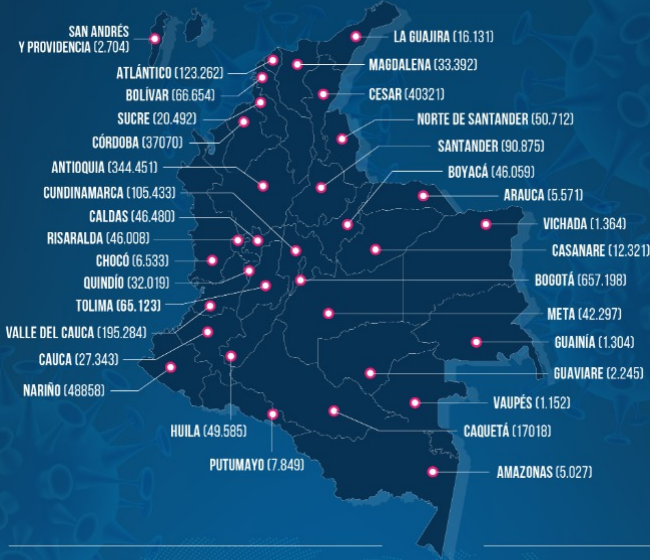 SAN ANDRÉS
Y PROVIDENCIA (2.704)
ATLÁNTICO (123.262)
BOLÍVAR (66.654)
SUCRE (20.492)
CÓRDOBA (37070)
ANTIOQUIA (344.451)
CUNDINAMARCA (105.433)
CALDAS (46.480)
RISARALDA (46.008)
CHOCÓ (6.533)
QUINDÍO (32.019)
TOLIMA (65.123)
VALLE DEL CAUCA (195.284)
CAUCA (27.343)
NARIÑO (48858)
HUILA (49.585)
PUTUMAYO (7.849)
LA GUAJIRA (16.131)
MAGDALENA (33.392)
CESAR (40321)
NORTE DE SANTANDER (50.712)
SANTANDER (90.875)
BOYACÁ (46.059)
ARAUCA (5.571)
VICHADA (1.364)
CASANARE (12.321)
BOGOTÁ (657.198)
META (42.297)
GUAINÍA (1.304)
GUAVIARE (2.245)
VAUPÉS (1.152)
CAQUETÁ (17018)
AMAZONAS (5.027)